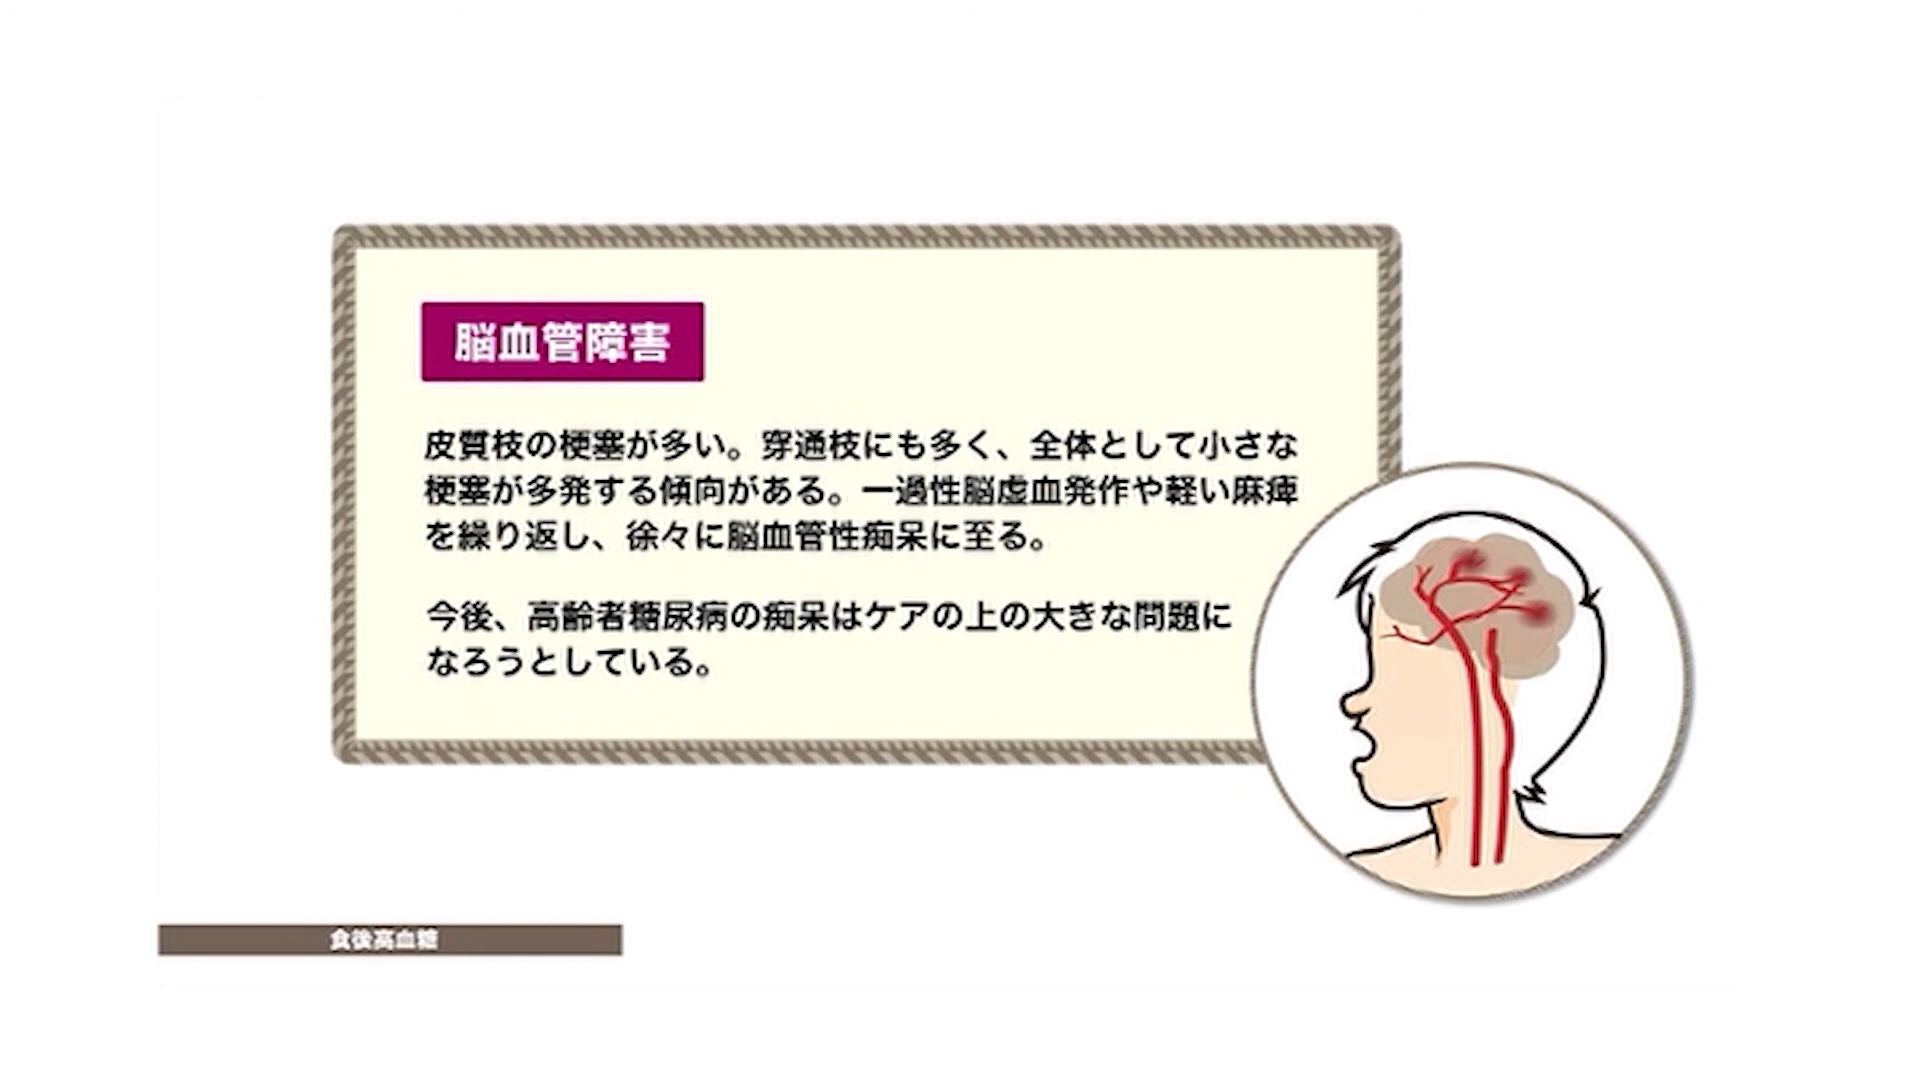 脳血管障害
皮質枝の梗塞が多い。穿通枝にも多く、全体として小さな
梗塞が多発する傾向がある。一過性脳虚血発作や軽い麻痺
を繰り返し、徐々に脳血管性痴呆に至る。
今後、高齢者糖尿病の痴呆はケアの上の大きな問題に
なろうとしている。
食後高血糖